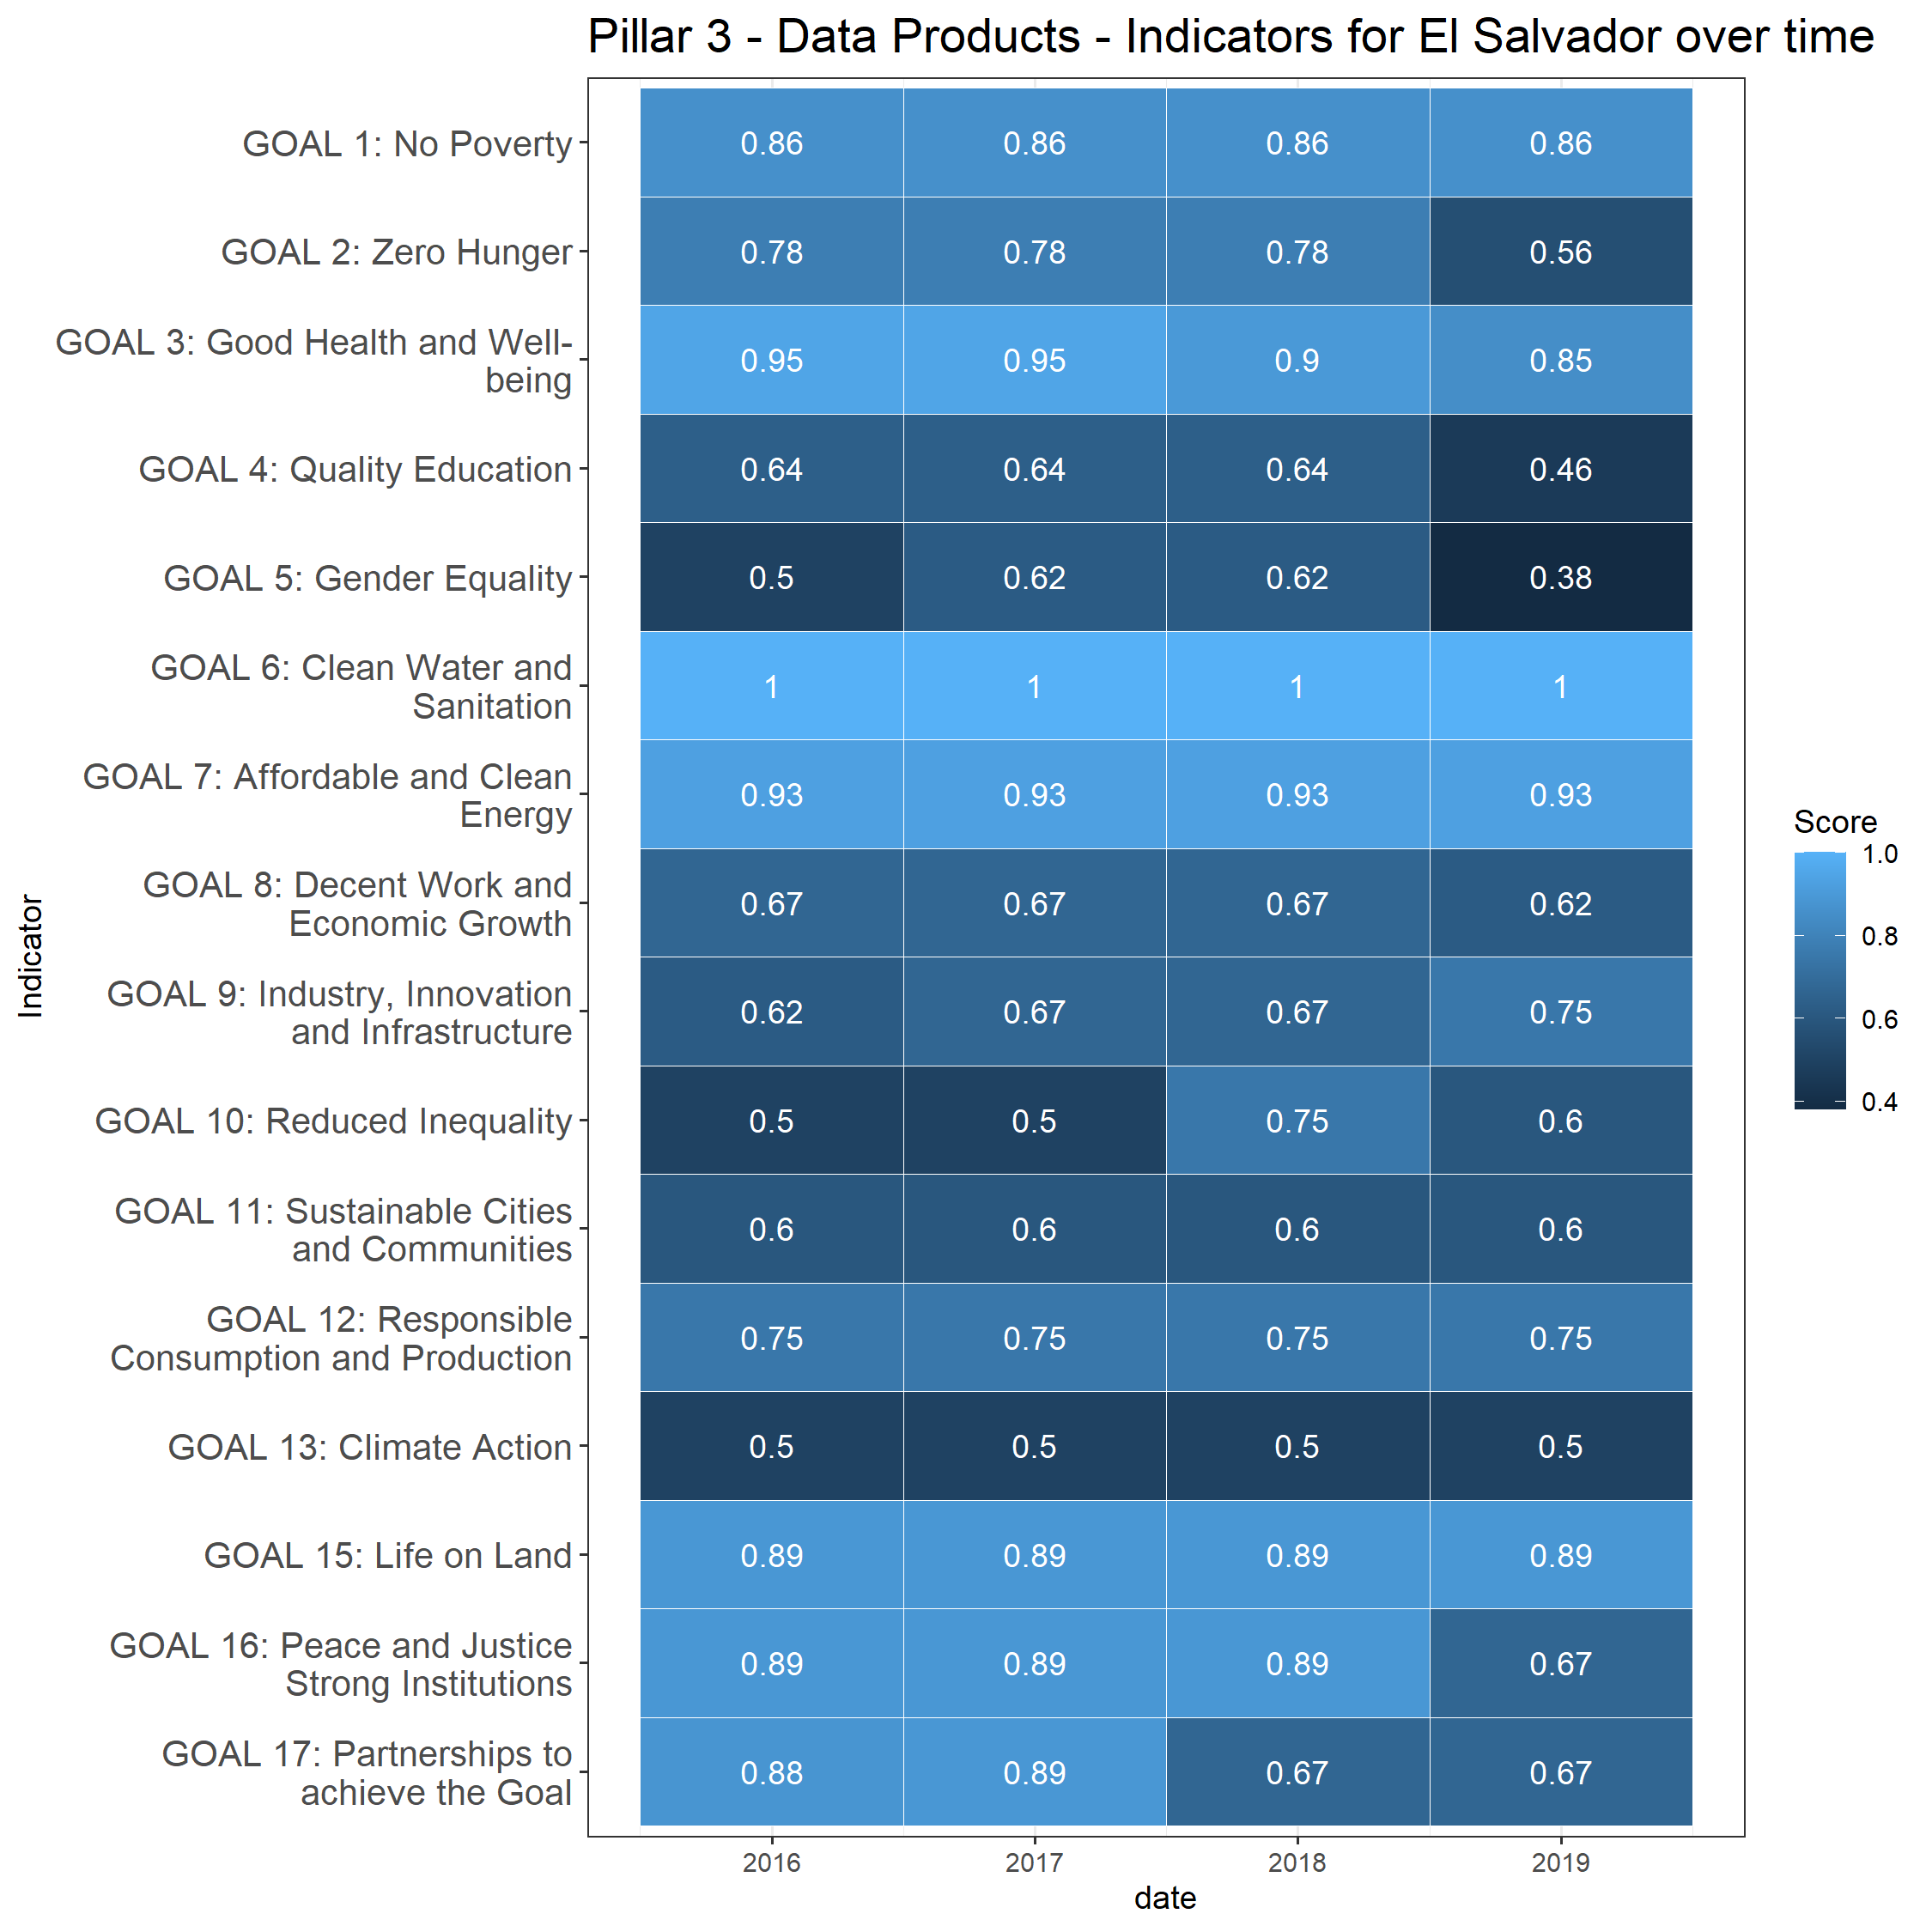 Pillar 3 - Data Products - Indicators for El Salvador over time
Indicator
GOAL 1: No Poverty
0.86 0.86 0.86 0.86
GOAL 2: Zero Hunger
0.78 0.78 0.78 0.56
GOAL 3: Good Health and Well-
being
0.95 0.95 0.9 0.85
GOAL 4: Quality Education
0.64 0.64 0.64 0.46
GOAL 5: Gender Equality
0.5 0.62 0.62 0.38
GOAL 6: Clean Water and
Sanitation
1 1 1 1
GOAL 7: Affordable and Clean
Energy
0.93 0.93 0.93 0.93
GOAL 8: Decent Work and
Economic Growth
0.67 0.67 0.67 0.62
GOAL 9: Industry, Innovation
and Infrastructure
0.62 0.67 0.67 0.75
GOAL 10: Reduced Inequality
0.5 0.5 0.75 0.6
GOAL 11: Sustainable Cities
and Communities
0.6 0.6 0.6 0.6
GOAL 12: Responsible
Consumption and Production
0.75 0.75 0.75 0.75
GOAL 13: Climate Action
0.5 0.5 0.5 0.5
GOAL 15: Life on Land
0.89 0.89 0.89 0.89
GOAL 16: Peace and Justice
Strong Institutions
0.89 0.89 0.89 0.67
GOAL 17: Partnerships to
achieve the Goal
0.88 0.89 0.67 0.67
2016 2017 2018 2019
date
Score
1.0
0.8
0.6
0.4